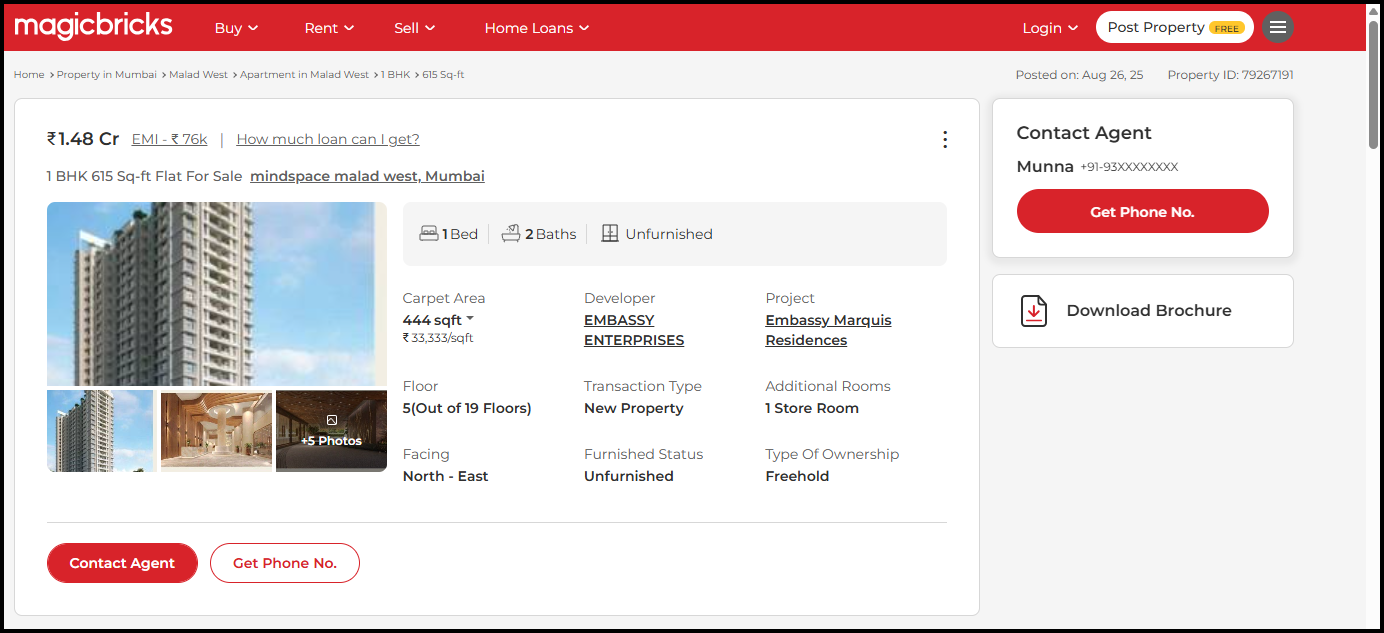 magicbricks
Buy
Rent
Sell
Home Loans
Login
Post Property FREE
Home > Property in Mumbai > Malad West > Apartment in Malad West > 1 BHK > 615 Sq-ft
Posted on: Aug 26, 25
Property ID: 79267191
₹1.48 Cr EMI - ₹ 76k | How much loan can I get?
1 BHK 615 Sq-ft Flat For Sale mindspace malad west, Mumbai
+5 Photos
1 Bed
2 Baths
Unfurnished
Carpet Area
444 sqft
₹ 33,333/sqft
Developer
EMBASSY
ENTERPRISES
Project
Embassy Marquis
Residences
Floor
5(Out of 19 Floors)
Transaction Type
New Property
Additional Rooms
1 Store Room
Facing
North - East
Furnished Status
Unfurnished
Type Of Ownership
Freehold
Contact Agent
Get Phone No.
Contact Agent
Munna +91-93XXXXXXXX
Get Phone No.
Download Brochure